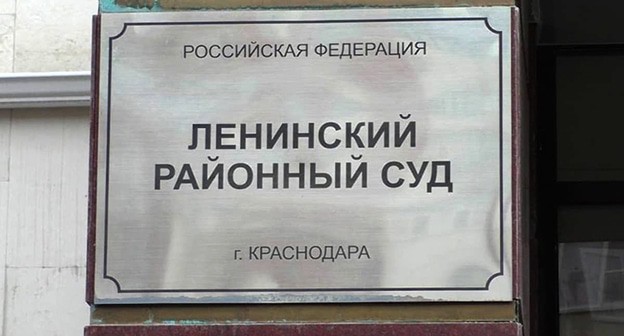 РОССИЙСКАЯ ФЕДЕРАЦИЯ
ЛЕНИНСКИЙ
РАЙОННЫЙ СУД
г. КРАСНОДАРА